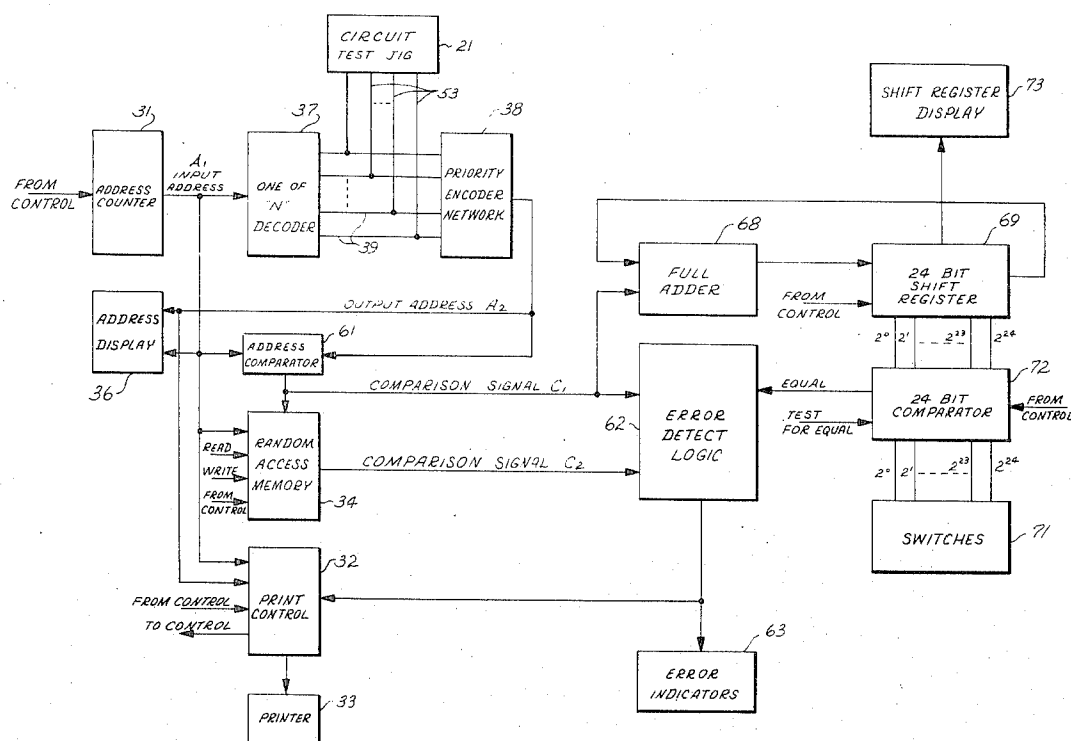 CIRCUIT
TEST JIG
21
53
31
37
38
73
SHIFT REGISTER
DISPLAY
FROM
CONTROL
ADDRESS
COUNTER
A₁
INPUT
ADDRESS
ONE OF
"N"
DECODER
39
PRIORITY
ENCODER
NETWORK
68
FULL
ADDER
69
24 BIT
SHIFT
REGISTER
FROM
CONTROL
OUTPUT ADDRESS A₂
ADDRESS
DISPLAY
36
61
ADDRESS
COMPARATOR
2⁰ 2¹ 2²³ 2²⁴
72
24 BIT
COMPARATOR
FROM
CONTROL
EQUAL
TEST
FOR EQUAL
COMPARISON SIGNAL C₁
62
ERROR
DETECT
LOGIC
READ
WRITE
FROM
CONTROL
RANDOM
ACCESS
MEMORY
34
COMPARISON SIGNAL C₂
2⁰ 2¹ 2²³ 2²⁴
SWITCHES
71
32
PRINT
CONTROL
FROM CONTROL
TO CONTROL
63
ERROR
INDICATORS
PRINTER
33